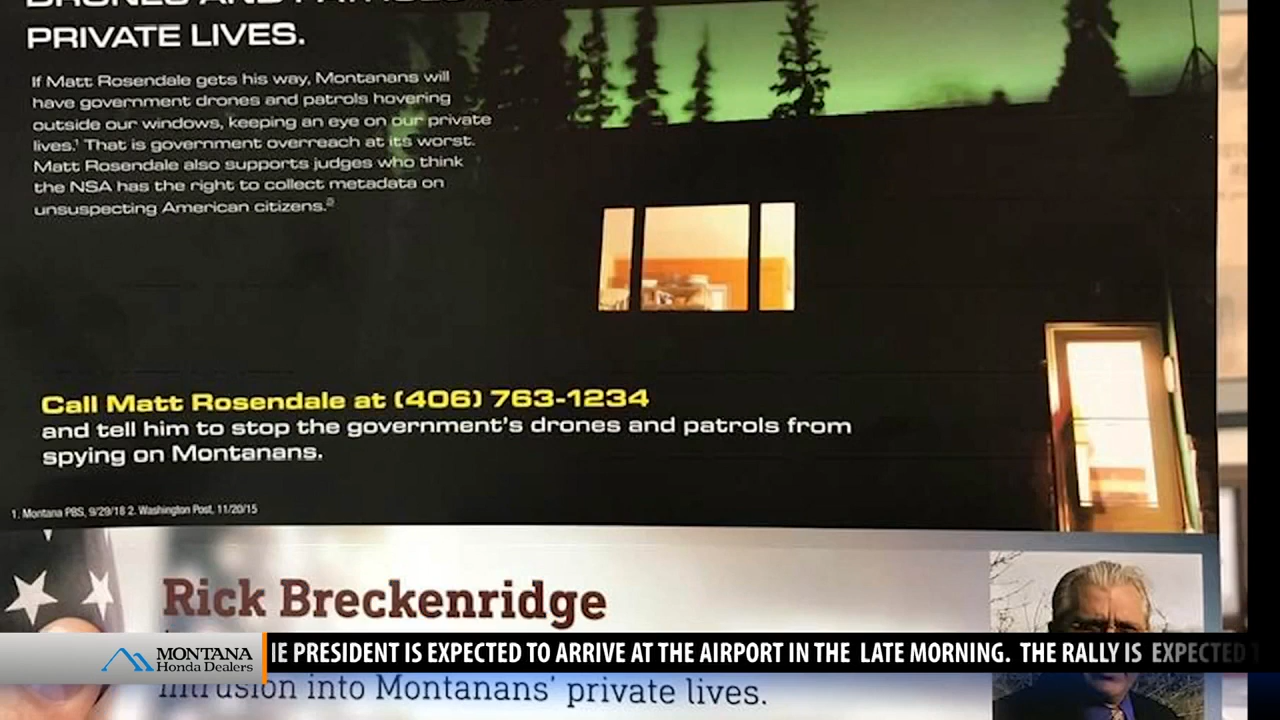 PRIVATE LIVES.
If Matt Rosendale gets his way, Montanans will
have government drones and patrols hovering
outside our windows, keeping an eye on our private
lives.¹ That is government overreach at its worst.
Matt Rosendale also supports judges who think
the NSA has the right to collect metadata on
unsuspecting American citizens.²
Call Matt Rosendale at (406) 763-1234
and tell him to stop the government's drones and patrols from
spying on Montanans.
1. Montana PBS, 9/29/18 2. Washington Post, 11/20/15
Rick Breckenridge
MONTANA
Honda Dealers
PRESIDENT IS EXPECTED TO ARRIVE AT THE AIRPORT IN THE LATE MORNING. THE RALLY IS EXPECTED
intrusion into Montanans' private lives.